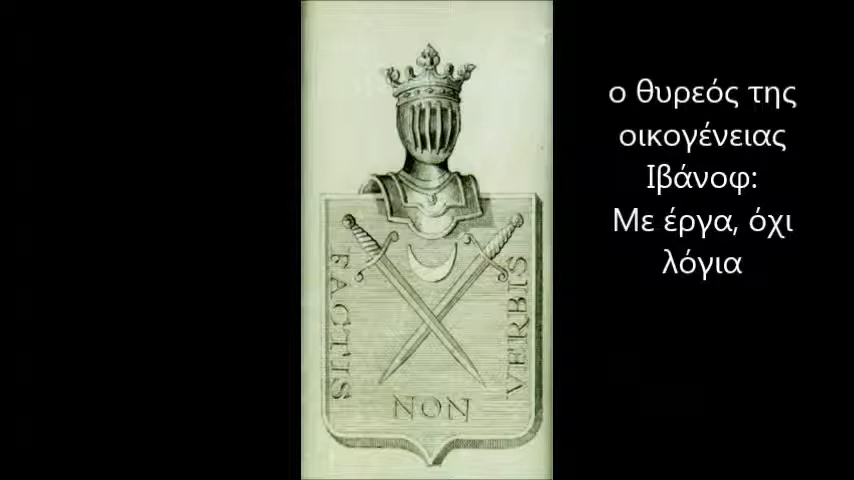 ο θυρεός της
οικογένειας
Ιβάνοφ:
Με έργα, όχι
λόγια
FACTIS
NON
VERBIS